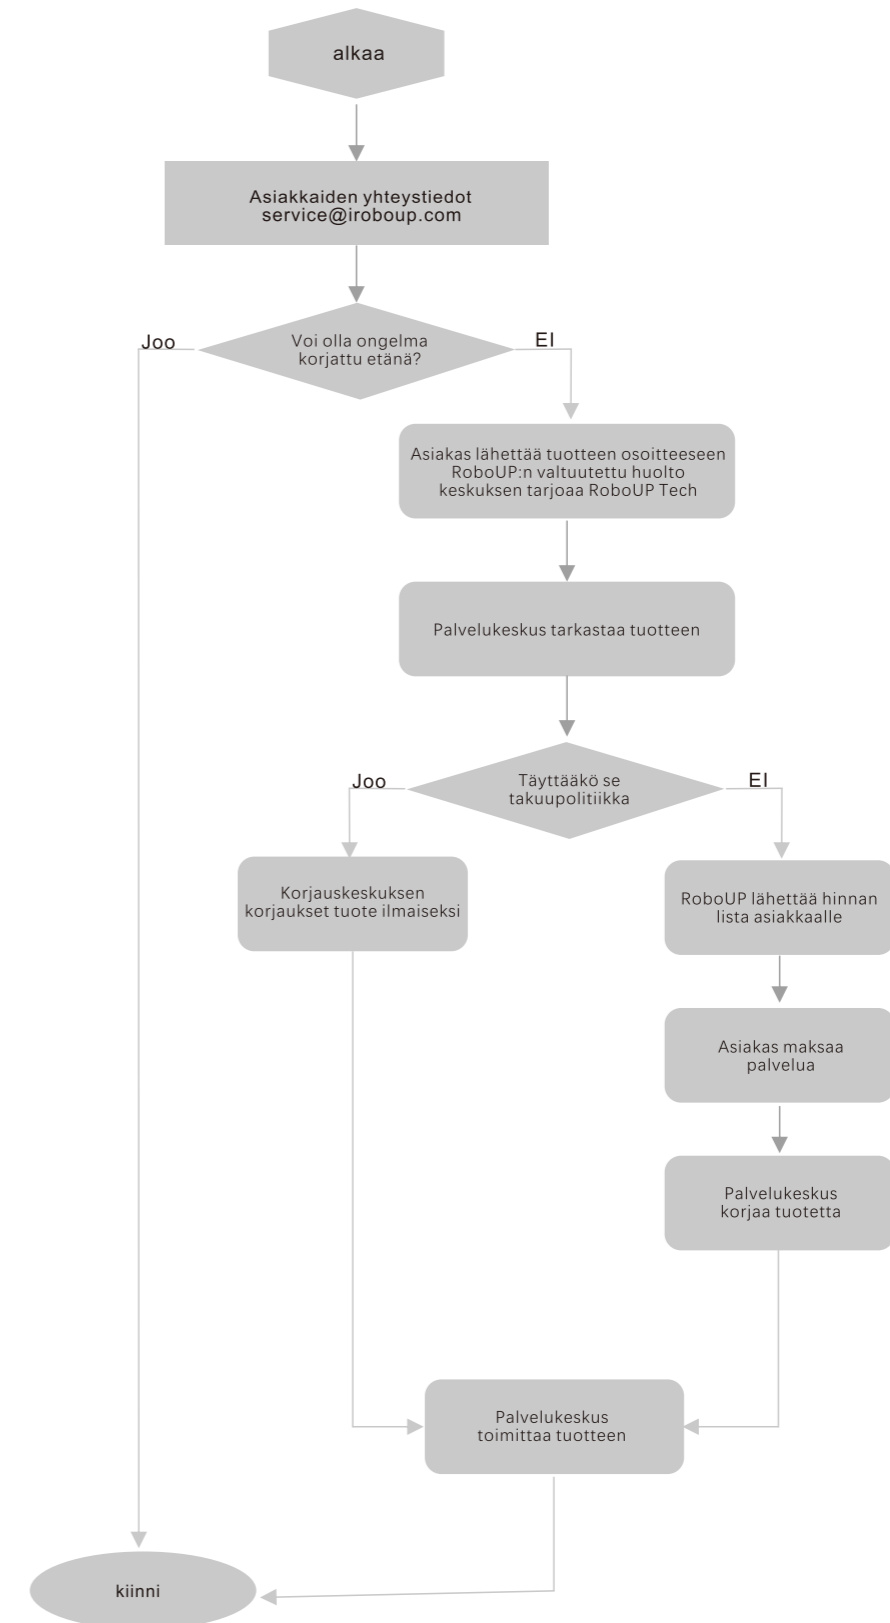 alkaa
Asiakkaiden yhteystiedot
service@iroboup.com
Joo
Voi olla ongelma
korjattu etänä?
EI
Asiakas lähettää tuotteen osoitteeseen
RoboUP:n valtuutettu huolto
keskuksen tarjoaa RoboUP Tech
Palvelukeskus tarkastaa tuotteen
Joo
Täyttääkö se
takuupolitiikka
EI
Korjauskeskuksen
korjaukset tuote ilmaiseksi
RoboUP lähettää hinnan
lista asiakkaalle
Asiakas maksaa
palvelua
Palvelukeskus
korjaa tuotetta
Palvelukeskus
toimittaa tuotteen
kiinni